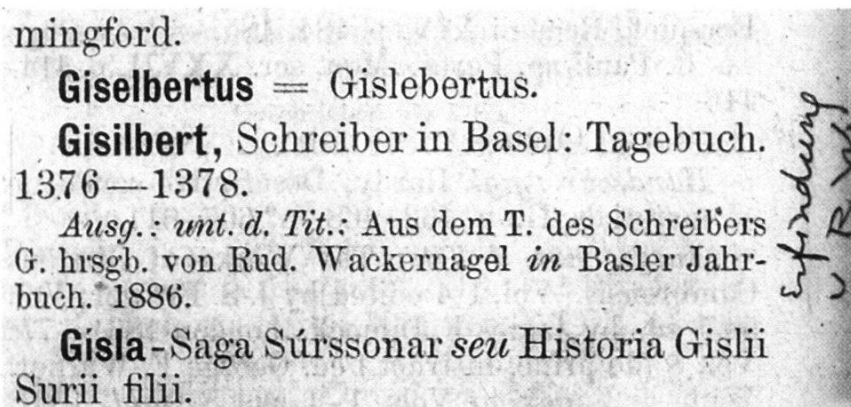 mingford.
Giselbertus = Gislebertus.
Gisilbert, Schreiber in Basel: Tagebuch.
1376—1378.
Ausg.: unt. d. Tit.: Aus dem T. des Schreibers
G. hrsgb. von Rud. Wackernagel in Basler Jahr-
buch. 1886.
Gisla-Saga Súrssonar seu Historia Gislii
Surii filii.
Erfindung
v R.